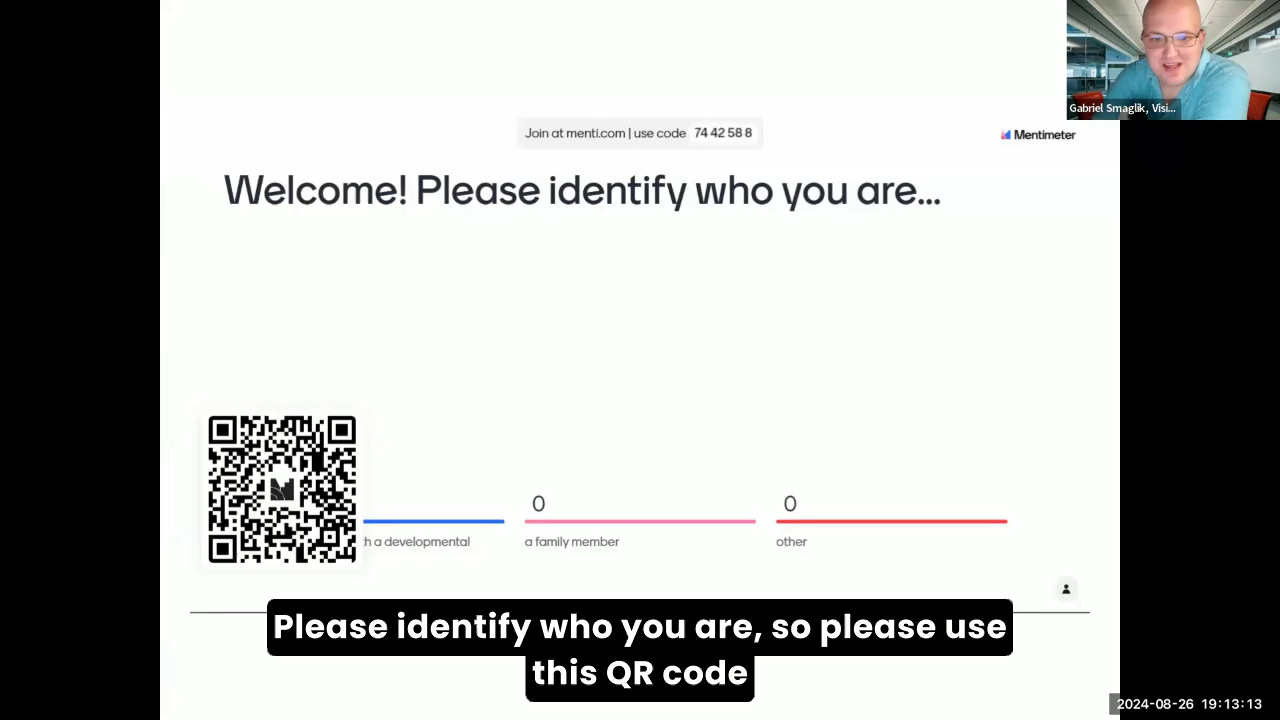 Gabriel Smaglik, Visi...
Join at menti.com | use code 74 42 58 8
Mentimeter
Welcome! Please identify who you are...
0
0
h a developmental
a family member
other
Please identify who you are, so please use
this QR code
2024-08-26 19:13:13